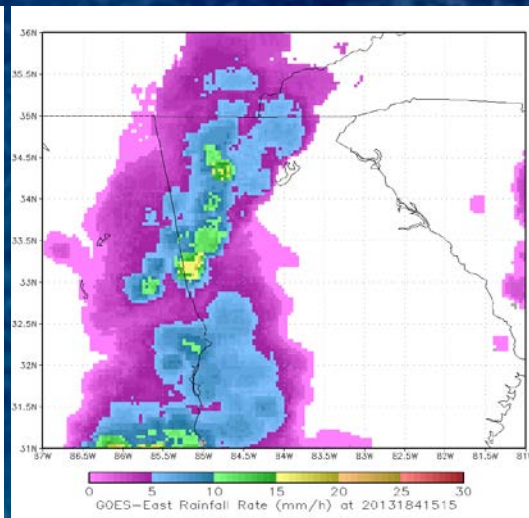 36N
35.5N
35N
34.5N
34N
33.5N
33N
32.5N
32N
31.5N
31N
87W 86.5W 86W 85.5W 85W 84.5W 84W 83.5W 83W 82.5W 82W 81.5W 81W
0 5 10 15 20 25 30
GOES-East Rainfall Rate (mm/h) at 20131841515